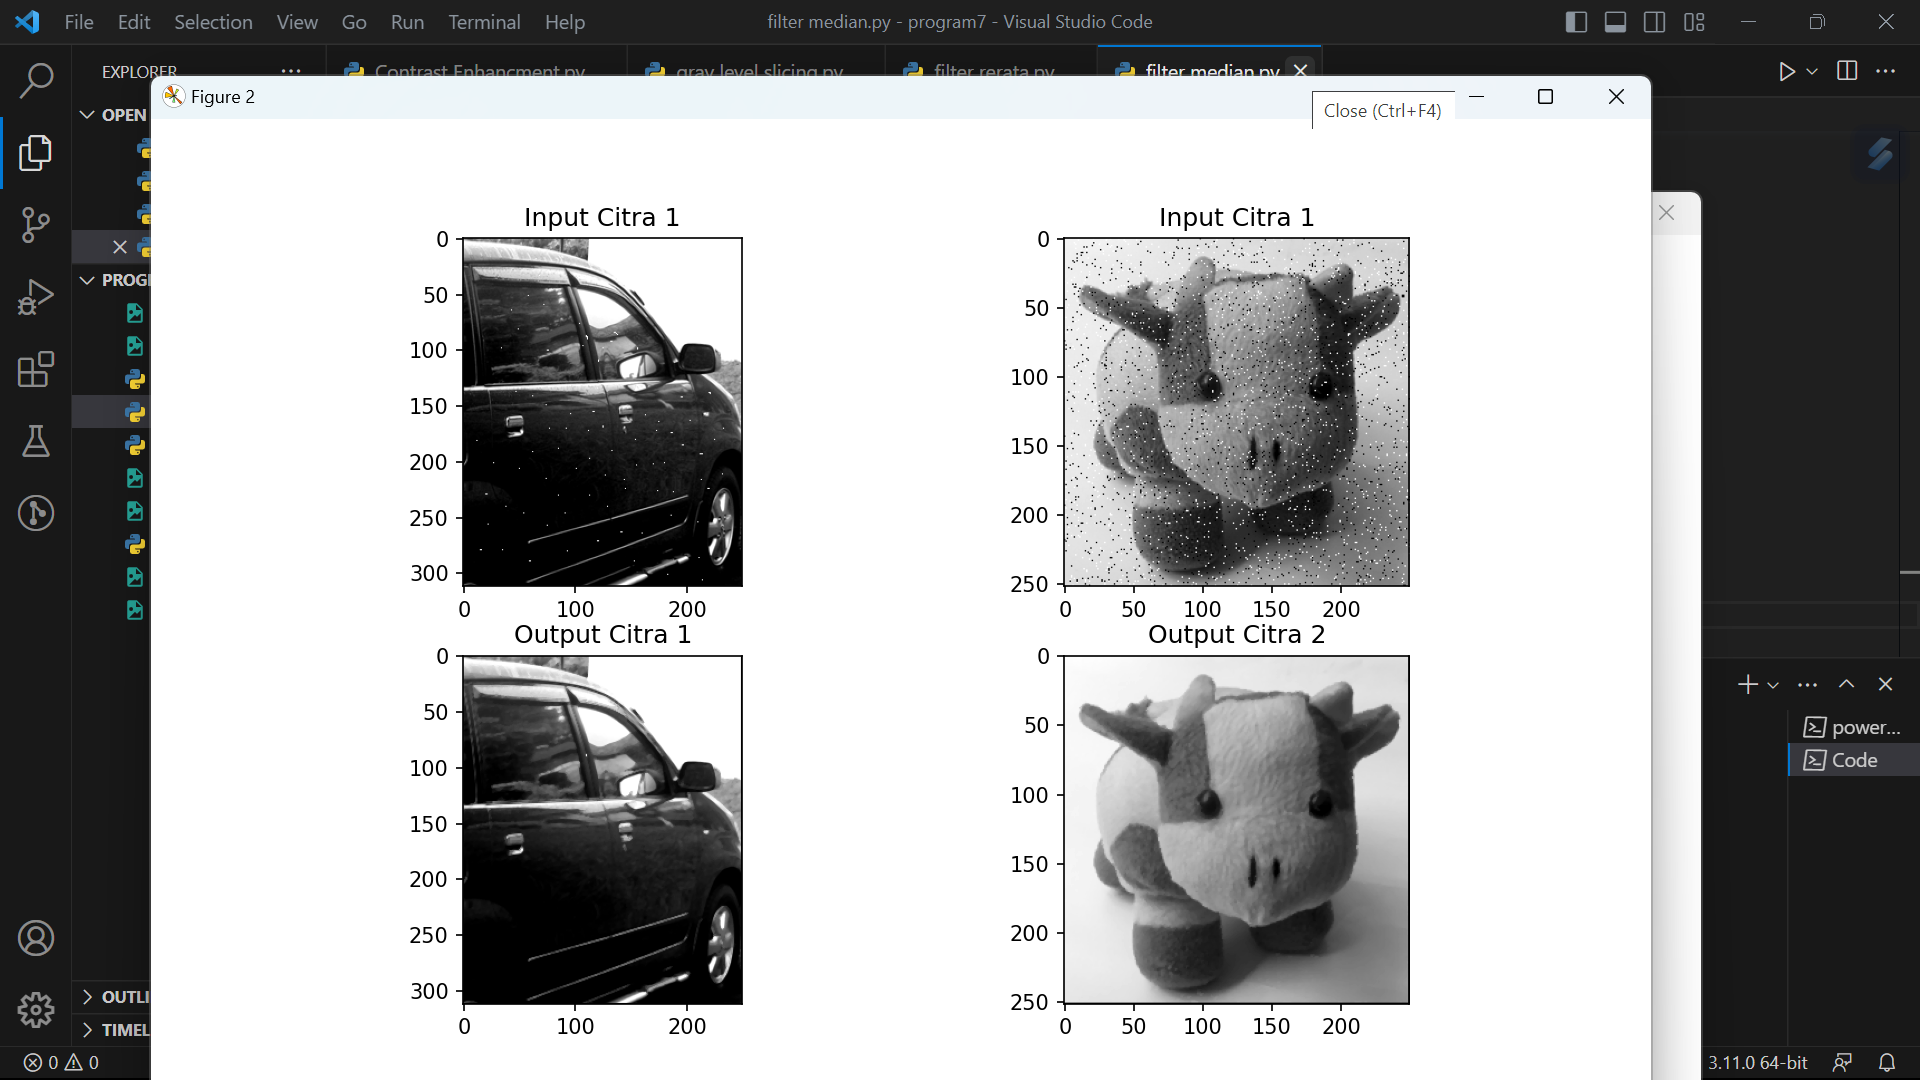 File Edit Selection View Go Run Terminal Help
filter median.py - program7 - Visual Studio Code
EXPLORER
Contrast Enhancment.py
gray level slicing.py
filter rerata.py
filter median.py
Figure 2
Close (Ctrl+F4)
OPEN
PROG
Input Citra 1
0
50
100
150
200
250
300
0 100 200
Input Citra 1
0
50
100
150
200
250
0 50 100 150 200
Output Citra 1
0
50
100
150
200
250
300
0 100 200
Output Citra 2
0
50
100
150
200
250
0 50 100 150 200
power...
Code
OUTLI
TIMEL
0 0
3.11.0 64-bit